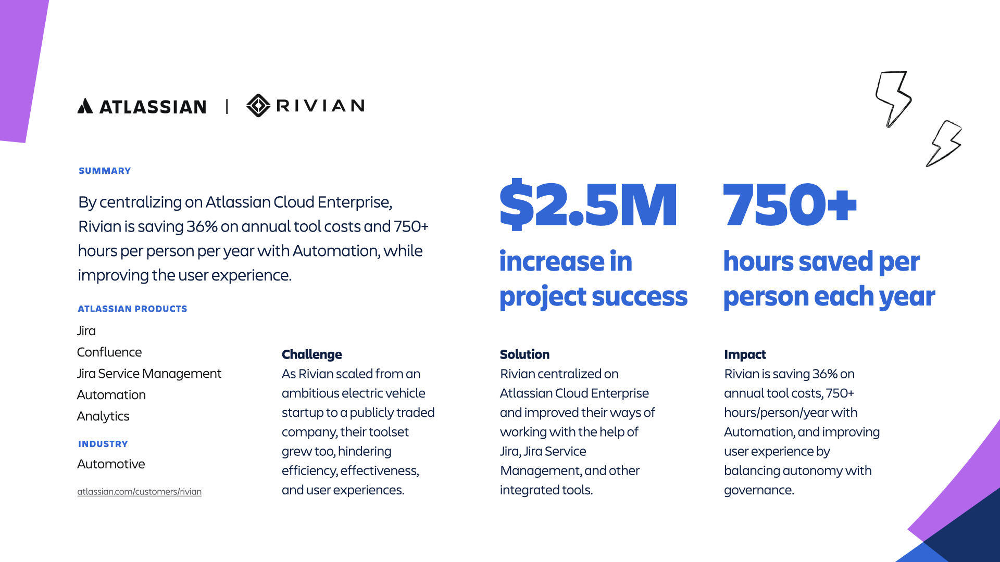 ATLASSIAN | RIVIAN
SUMMARY
By centralizing on Atlassian Cloud Enterprise,
Rivian is saving 36% on annual tool costs and 750+
hours per person per year with Automation, while
improving the user experience.
$2.5M
increase in
project success
750+
hours saved per
person each year
ATLASSIAN PRODUCTS
Jira
Confluence
Jira Service Management
Automation
Analytics
INDUSTRY
Automotive
atlassian.com/customers/rivian
Challenge
As Rivian scaled from an
ambitious electric vehicle
startup to a publicly traded
company, their toolset
grew too, hindering
efficiency, effectiveness,
and user experiences.
Solution
Rivian centralized on
Atlassian Cloud Enterprise
and improved their ways of
working with the help of
Jira, Jira Service
Management, and other
integrated tools.
Impact
Rivian is saving 36% on
annual tool costs, 750+
hours/person/year with
Automation, and improving
user experience by
balancing autonomy with
governance.